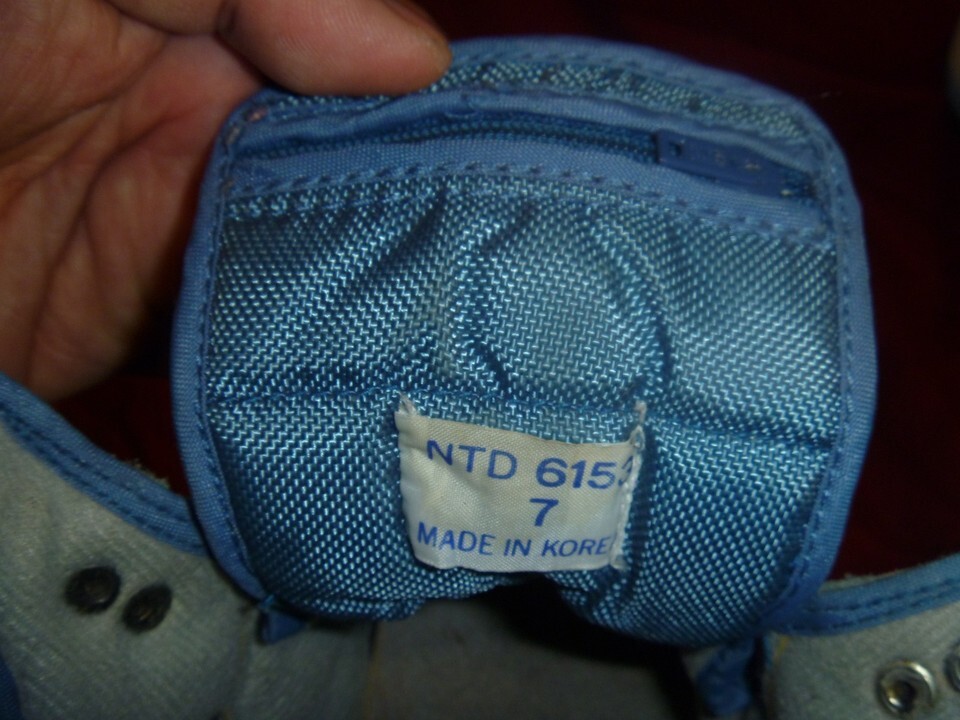 NTD 6153
7
MADE IN KORE